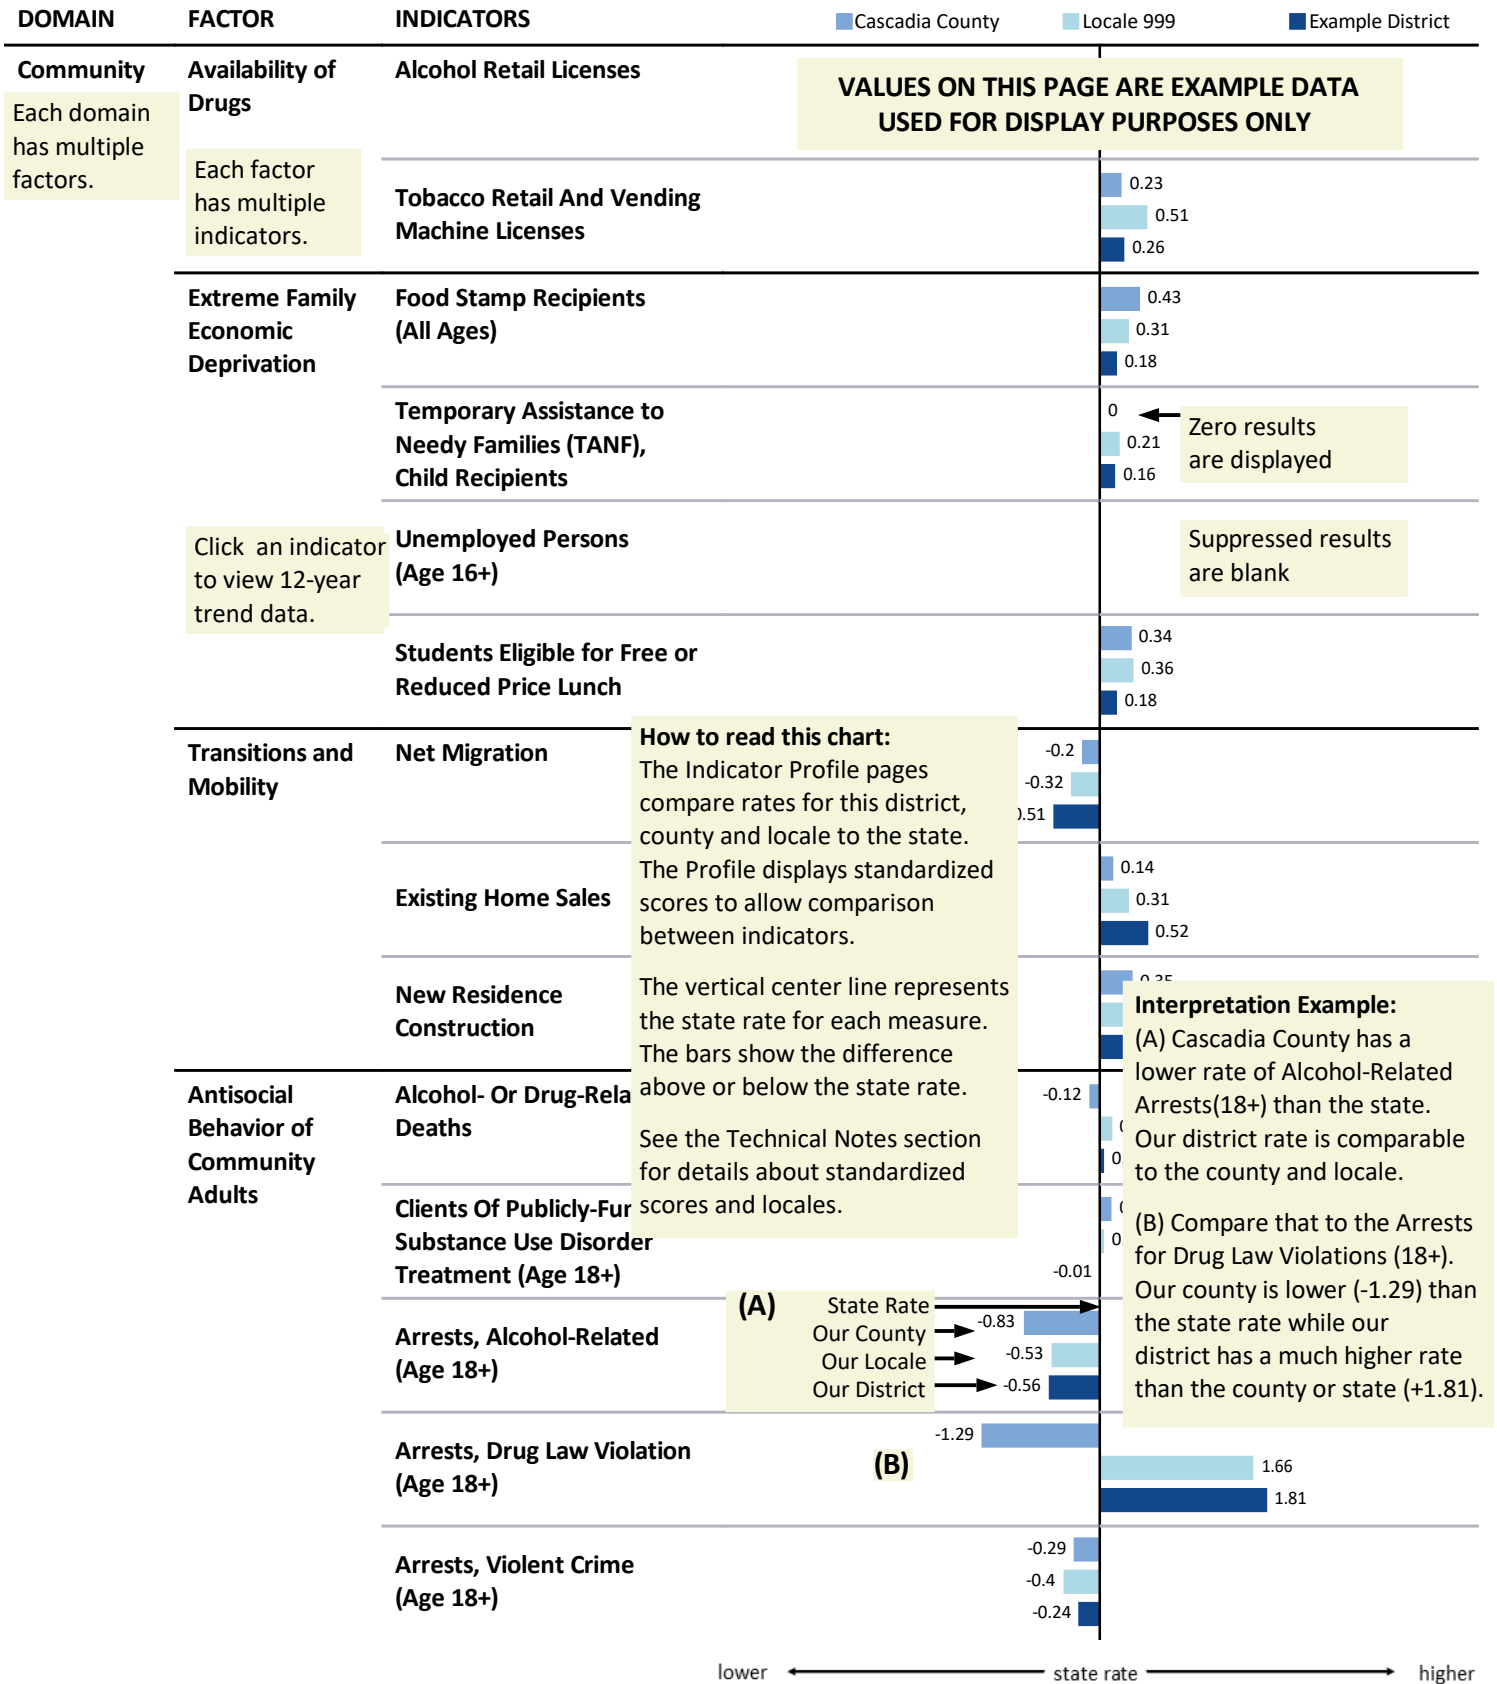 DOMAIN FACTOR INDICATORS Cascadia County Locale 999 Example District
Community
Each domain
has multiple
factors.
Availability of
Drugs
Each factor
has multiple
indicators.
Alcohol Retail Licenses
VALUES ON THIS PAGE ARE EXAMPLE DATA
USED FOR DISPLAY PURPOSES ONLY
Tobacco Retail And Vending
Machine Licenses
0.23
0.51
0.26
Extreme Family
Economic
Deprivation
Food Stamp Recipients
(All Ages)
0.43
0.31
0.18
Temporary Assistance to
Needy Families (TANF),
Child Recipients
0
0.21
0.16
Zero results
are displayed
Click an indicator
to view 12-year
trend data.
Unemployed Persons
(Age 16+)
Suppressed results
are blank
Students Eligible for Free or
Reduced Price Lunch
0.34
0.36
0.18
Transitions and
Mobility
Net Migration
-0.2
-0.32
.51
How to read this chart:
The Indicator Profile pages
compare rates for this district,
county and locale to the state.
The Profile displays standardized
scores to allow comparison
between indicators.
The vertical center line represents
the state rate for each measure.
The bars show the difference
above or below the state rate.
See the Technical Notes section
for details about standardized
scores and locales.
Existing Home Sales
0.14
0.31
0.52
New Residence
Construction
Interpretation Example:
(A) Cascadia County has a
lower rate of Alcohol-Related
Arrests(18+) than the state.
Our district rate is comparable
to the county and locale.
(B) Compare that to the Arrests
for Drug Law Violations (18+).
Our county is lower (-1.29) than
the state rate while our
district has a much higher rate
than the county or state (+1.81).
Antisocial
Behavior of
Community
Adults
Alcohol- Or Drug-Rela
Deaths
-0.12
0.
Clients Of Publicly-Fu
Substance Use Disorder
Treatment (Age 18+)
0.
-0.01
Arrests, Alcohol-Related
(Age 18+)
(A)
State Rate
Our County
Our Locale
Our District
-0.83
-0.53
-0.56
Arrests, Drug Law Violation
(Age 18+)
(B)
-1.29
1.66
1.81
Arrests, Violent Crime
(Age 18+)
-0.29
-0.4
-0.24
lower state rate higher